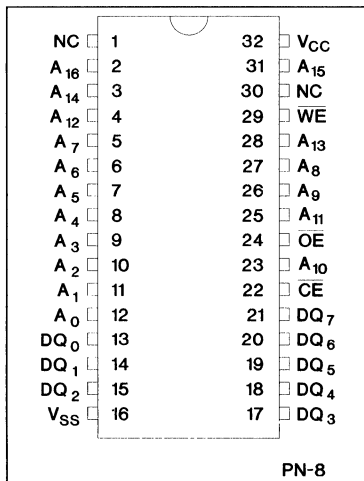 NC 1 32 VCC
A16 2 31 A15
A14 3 30 NC
A12 4 29 W̅E̅
A7 5 28 A13
A6 6 27 A8
A5 7 26 A9
A4 8 25 A11
A3 9 24 O̅E̅
A2 10 23 A10
A1 11 22 C̅E̅
A0 12 21 DQ7
DQ0 13 20 DQ6
DQ1 14 19 DQ5
DQ2 15 18 DQ4
VSS 16 17 DQ3
PN-8